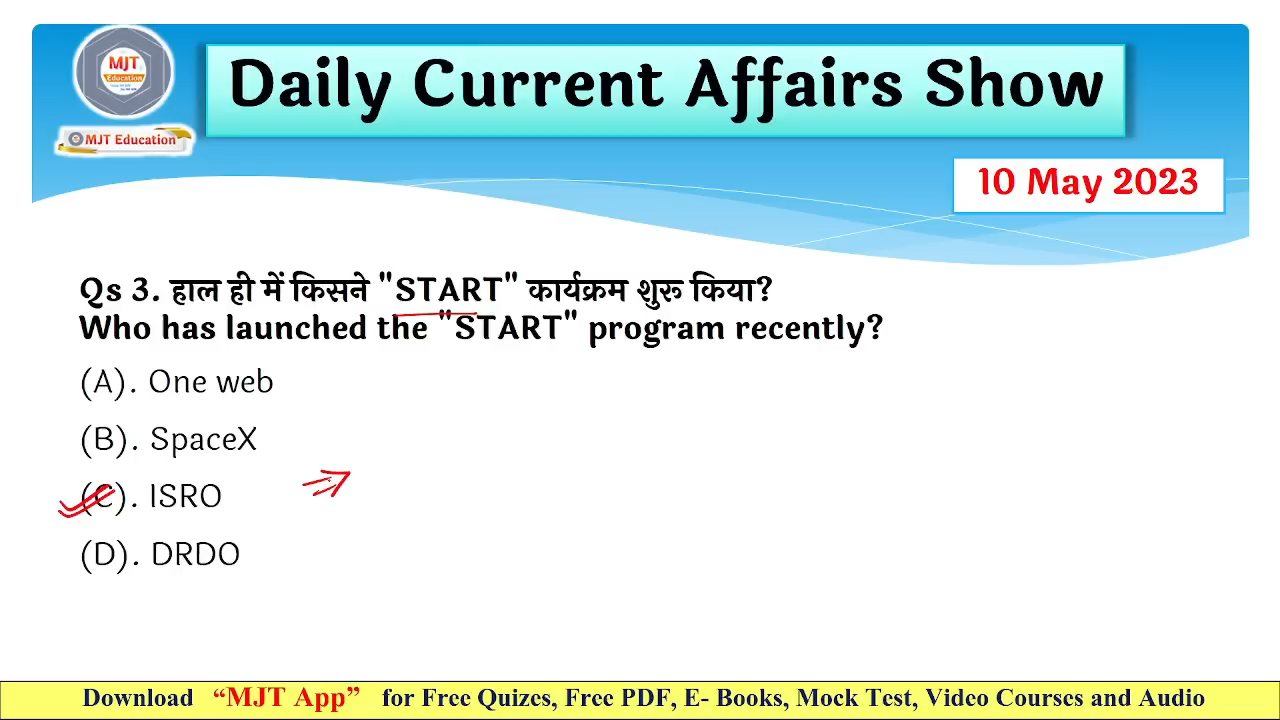 MJT
Education
MJT Education
Daily Current Affairs Show
10 May 2023
Qs 3. हाल ही में किसने "START" कार्यक्रम शुरू किया?
Who has launched the "START" program recently?
(A). One web
(B). SpaceX
(C). ISRO
(D). DRDO
Download “MJT App” for Free Quizes, Free PDF, E- Books, Mock Test, Video Courses and Audio